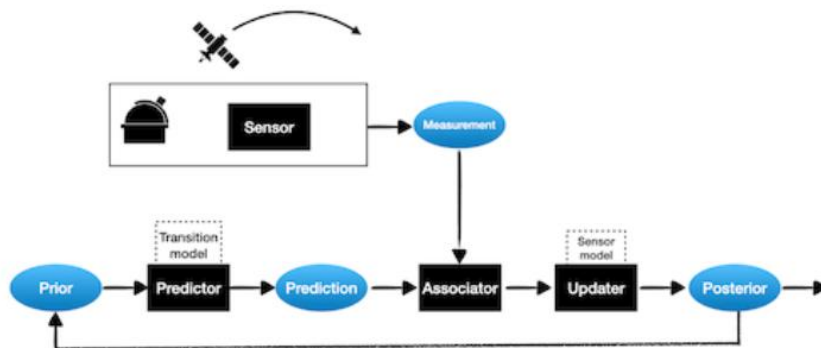 Sensor
Measurement
Transition
model
Sensor
model
Prior
Predictor
Prediction
Associator
Updater
Posterior